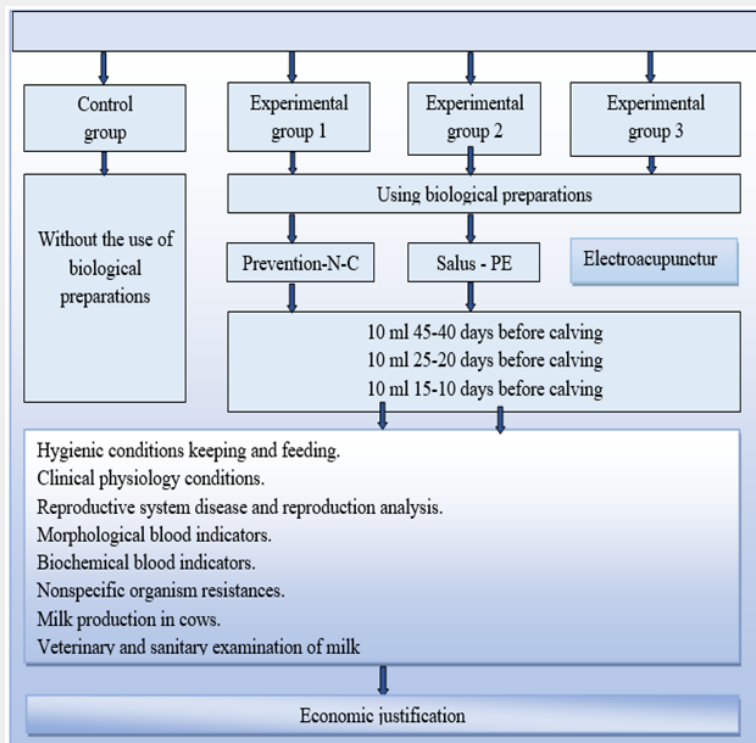 Control
group
Experimental
group 1
Experimental
group 2
Experimental
group 3
Without the use of
biological
preparations
Using biological preparations
Prevention-N-C
Salus - PE
Electroacupunctur
10 ml 45-40 days before calving
10 ml 25-20 days before calving
10 ml 15-10 days before calving
Hygienic conditions keeping and feeding.
Clinical physiology conditions.
Reproductive system disease and reproduction analysis.
Morphological blood indicators.
Biochemical blood indicators.
Nonspecific organism resistances.
Milk production in cows.
Veterinary and sanitary examination of milk
Economic justification